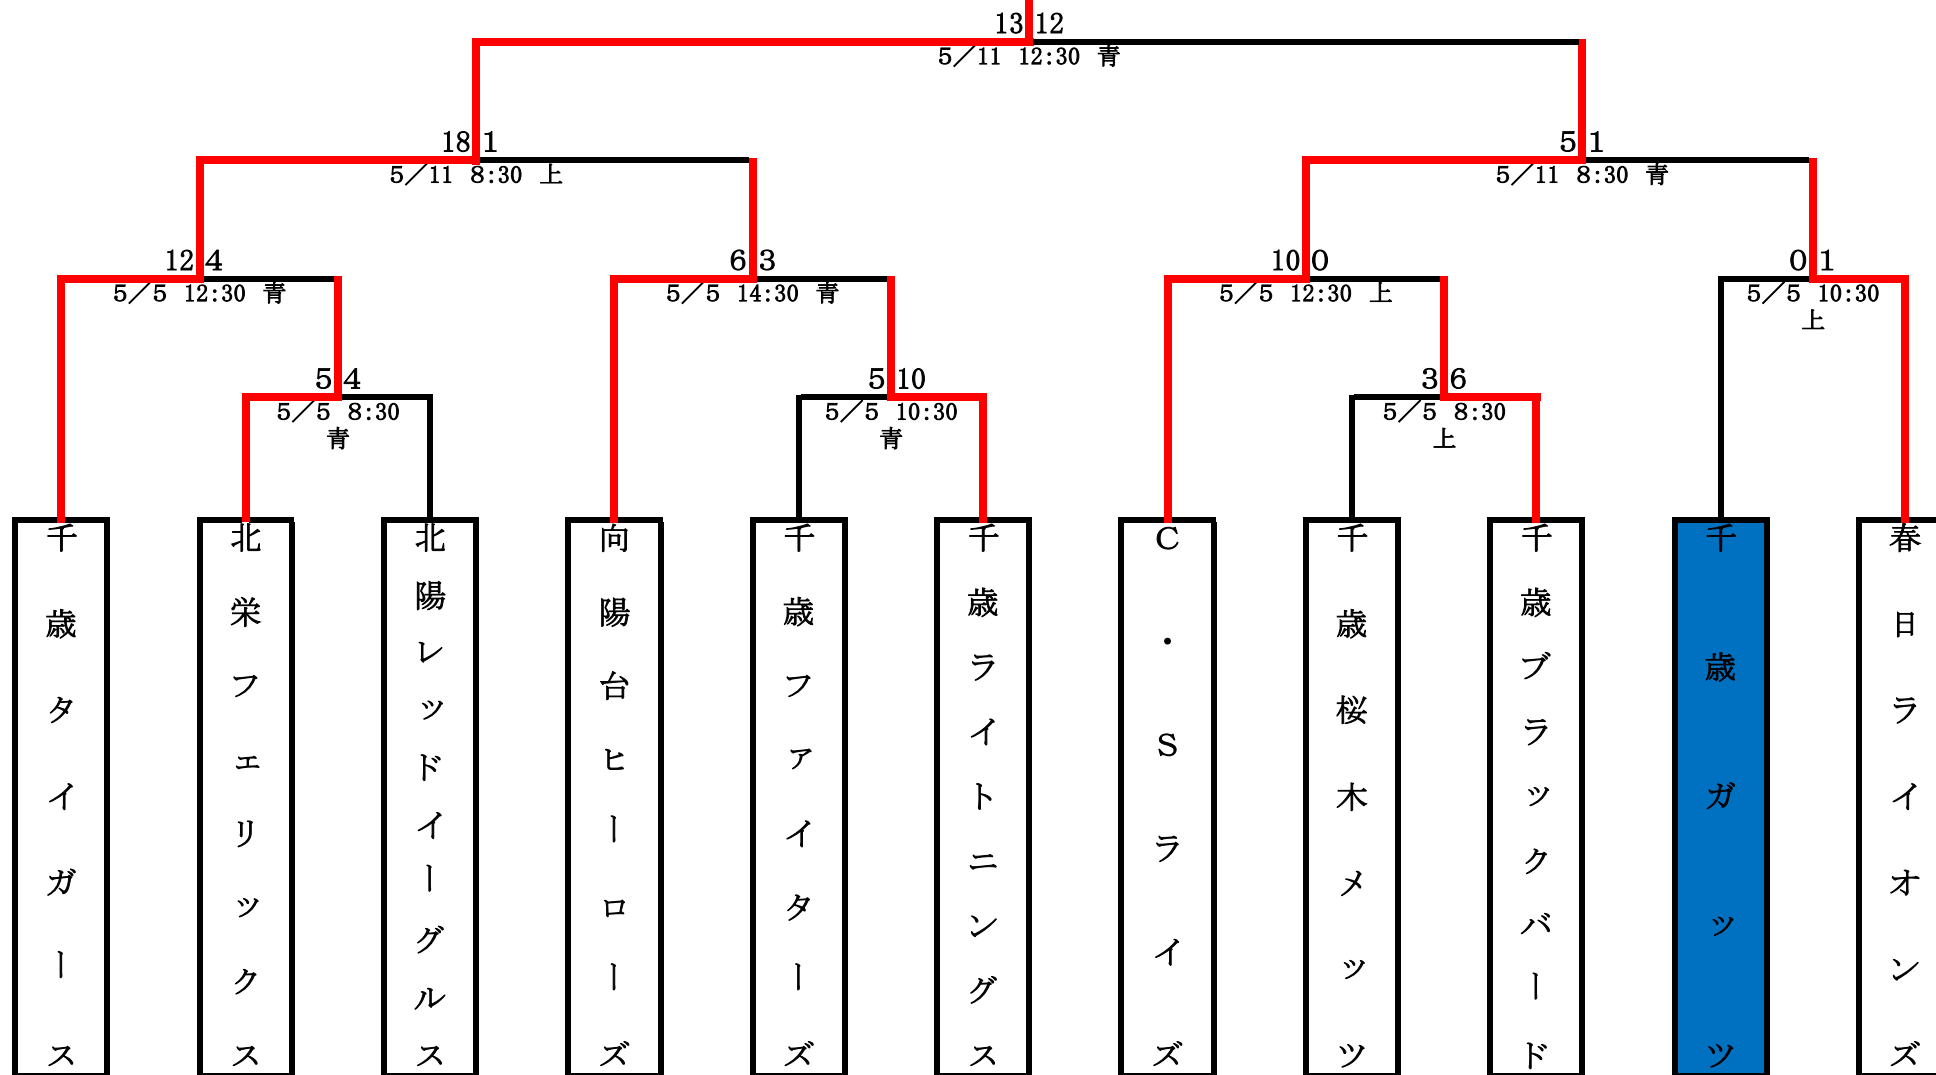 13 12
5／11 12:30 青
18 1
5／11 8:30 上
5 1
5／11 8:30 青
12 4
5／5 12:30 青
6 3
5／5 14:30 青
10 0
5／5 12:30 上
0 1
5／5 10:30
上
5 4
5／5 8:30
青
5 10
5／5 10:30
青
3 6
5／5 8:30
上
千歳タイガース
北栄フェリックス
北陽レッドイーグルス
向陽台ヒーローズ
千歳ファイターズ
千歳ライトニングス
C・Sライズ
千歳桜木メッツ
千歳ブラックバード
千歳ガッツ
春日ライオンズ